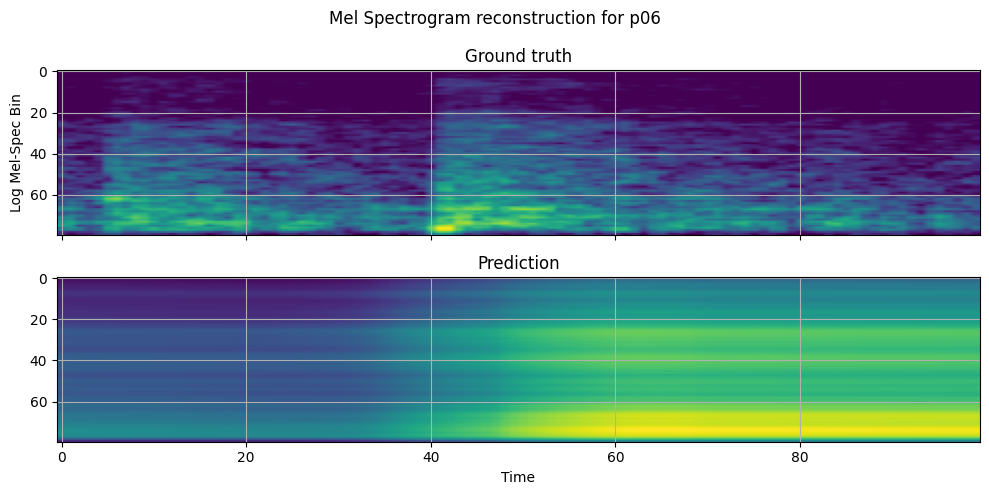 Mel Spectrogram reconstruction for p06
Ground truth
0
20
40
60
Log Mel-Spec Bin
Prediction
0
20
40
60
0 20 40 60 80
Time